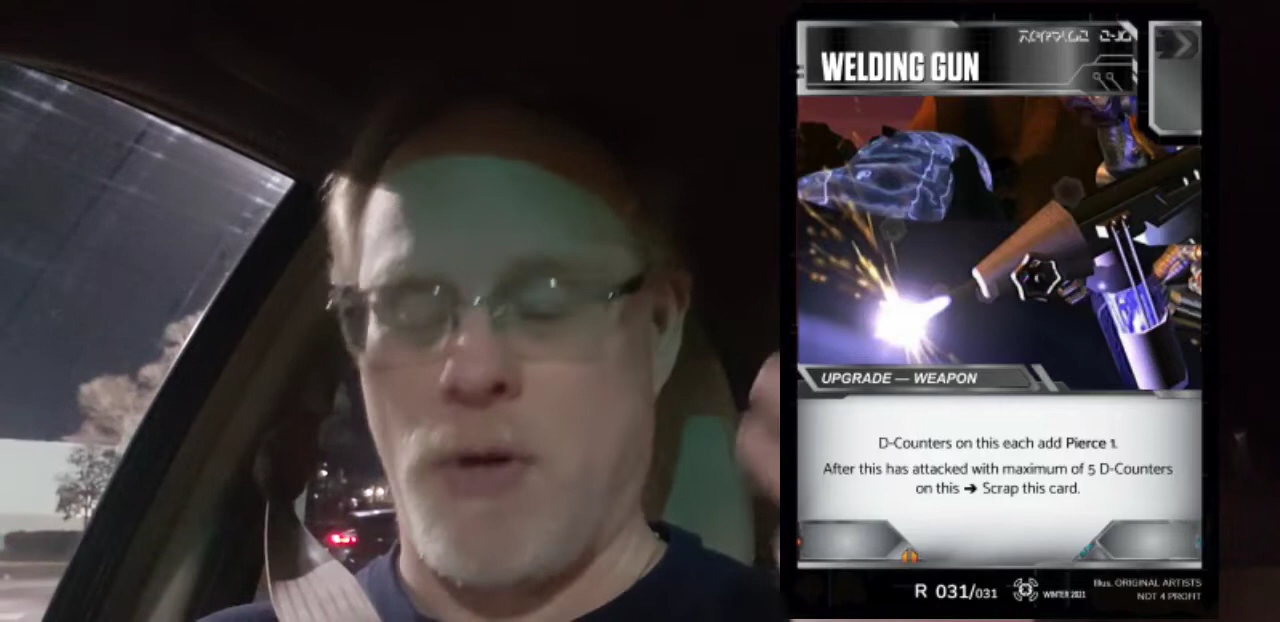 WELDING GUN
UPGRADE — WEAPON
D-Counters on this each add Pierce 1.
After this has attacked with maximum of 5 D-Counters
on this ➔ Scrap this card.
R 031/031
WINTER 2021
Illus. ORIGINAL ARTISTS
NOT 4 PROFIT